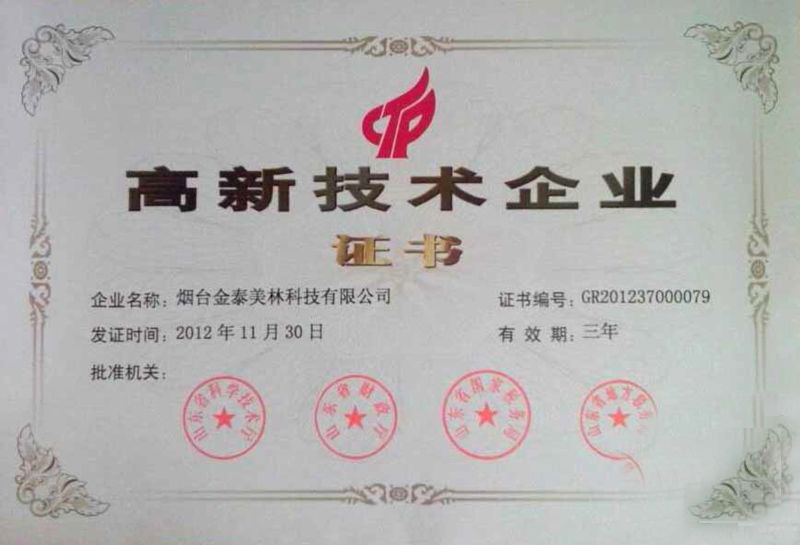 CTP
高新技术企业
证书
企业名称：烟台金泰美林科技有限公司
证书编号：GR201237000079
发证时间：2012年11月30日
有效期：三年
批准机关：
山东省科学技术厅
山东省财政厅
山东省国家税务局
山东省地方税务